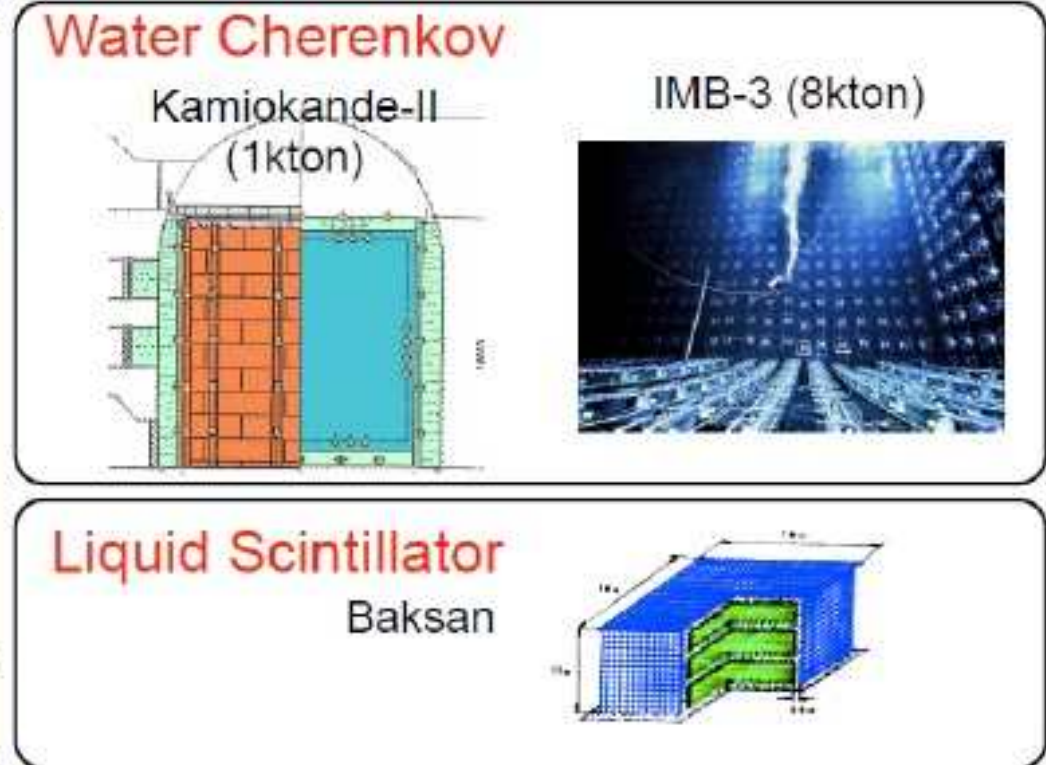 Water Cherenkov
Kamiokande-II
(1kton)
IMB-3 (8kton)
Liquid Scintillator
Baksan